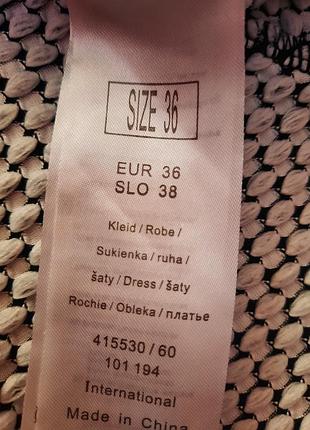 SIZE 36
EUR 36
SLO 38
Kleid / Robe /
Sukienka / ruha /
šaty / Dress / šaty
Rochie / Obleka / платье
415530 / 60
101 194
International
Made in China